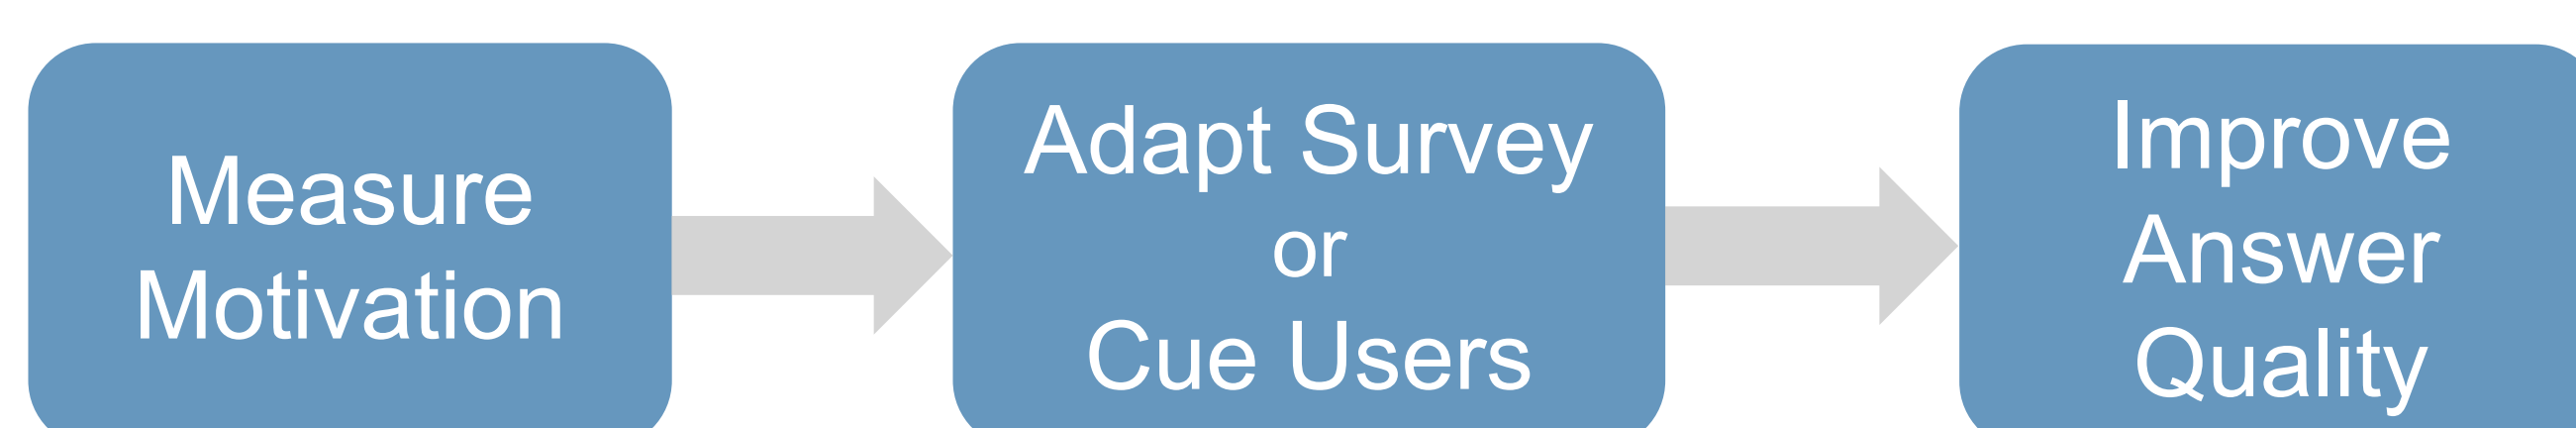 Measure
Motivation
Adapt Survey
or
Cue Users
Improve
Answer
Quality